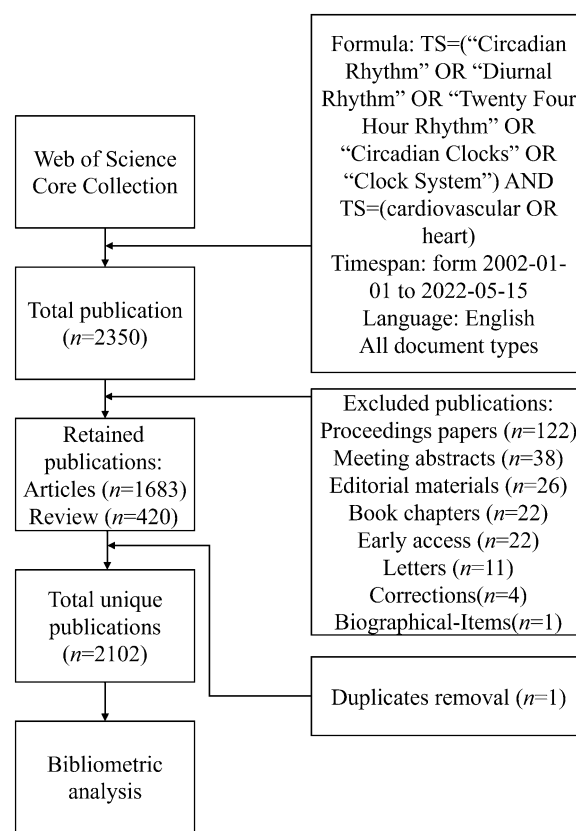 Formula: TS=(“Circadian
Rhythm” OR “Diurnal
Rhythm” OR “Twenty Four
Hour Rhythm” OR
“Circadian Clocks” OR
“Clock System”) AND
TS=(cardiovascular OR
heart)
Timespan: form 2002-01-
01 to 2022-05-15
Language: English
All document types
Web of Science
Core Collection
Total publication
(n=2350)
Excluded publications:
Proceedings papers (n=122)
Meeting abstracts (n=38)
Editorial materials (n=26)
Book chapters (n=22)
Early access (n=22)
Letters (n=11)
Corrections(n=4)
Biographical-Items(n=1)
Retained
publications:
Articles (n=1683)
Review (n=420)
Total unique
publications
(n=2102)
Duplicates removal (n=1)
Bibliometric
analysis